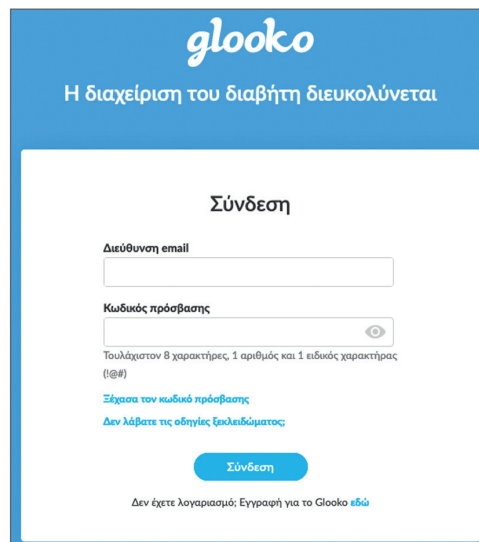 glooko
Η διαχείριση του διαβήτη διευκολύνεται
Σύνδεση
Διεύθυνση email
Κωδικός πρόσβασης
Τουλάχιστον 8 χαρακτήρες, 1 αριθμός και 1 ειδικός χαρακτήρας
(!@#)
Ξέχασα τον κωδικό πρόσβασης
Δεν λάβατε τις οδηγίες ξεκλειδώματος;
Σύνδεση
Δεν έχετε λογαριασμό; Εγγραφή για το Glooko εδώ